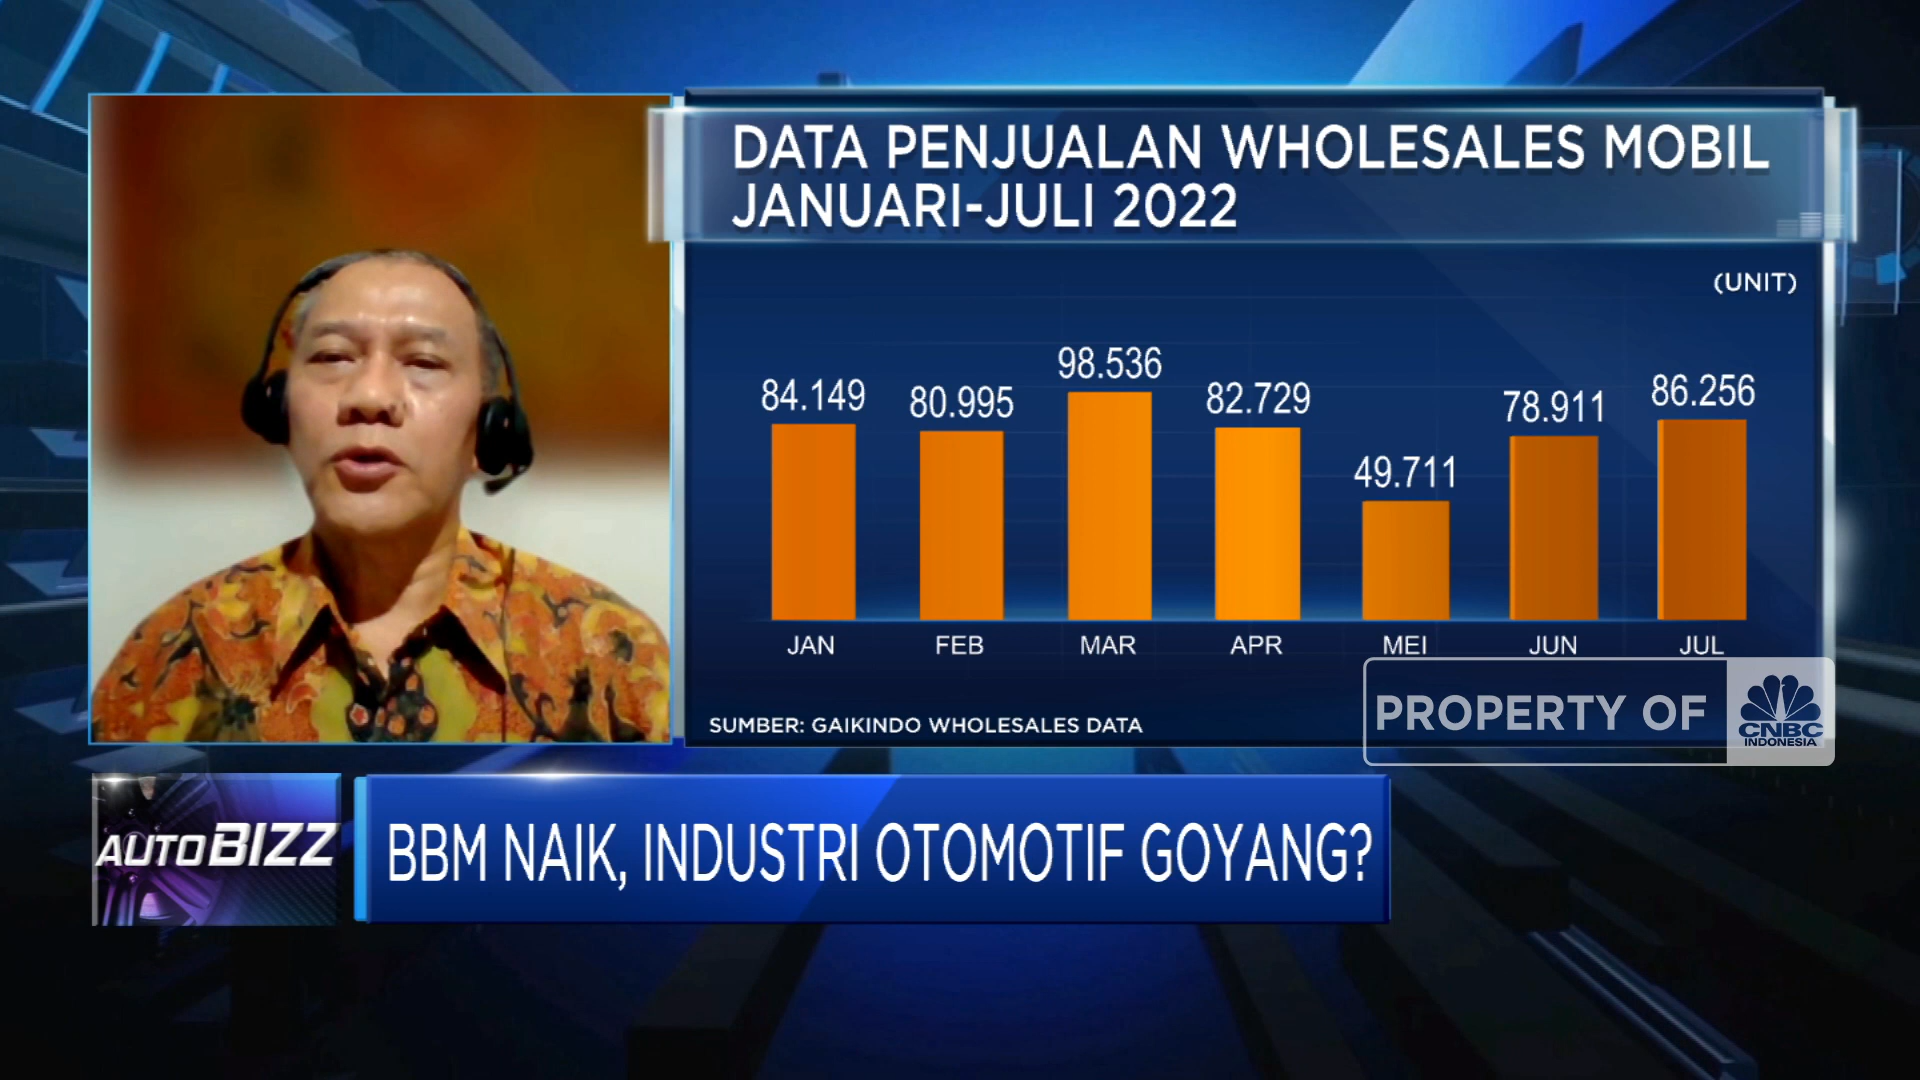 DATA PENJUALAN WHOLESALES MOBIL
JANUARI-JULI 2022
(UNIT)
84.149
80.995
98.536
82.729
49.711
78.911
86.256
JAN
FEB
MAR
APR
MEI
JUN
JUL
SUMBER: GAIKINDO WHOLESALES DATA
PROPERTY OF
CNBC
INDONESIA
AUTOBIZZ
BBM NAIK, INDUSTRI OTOMOTIF GOYANG?